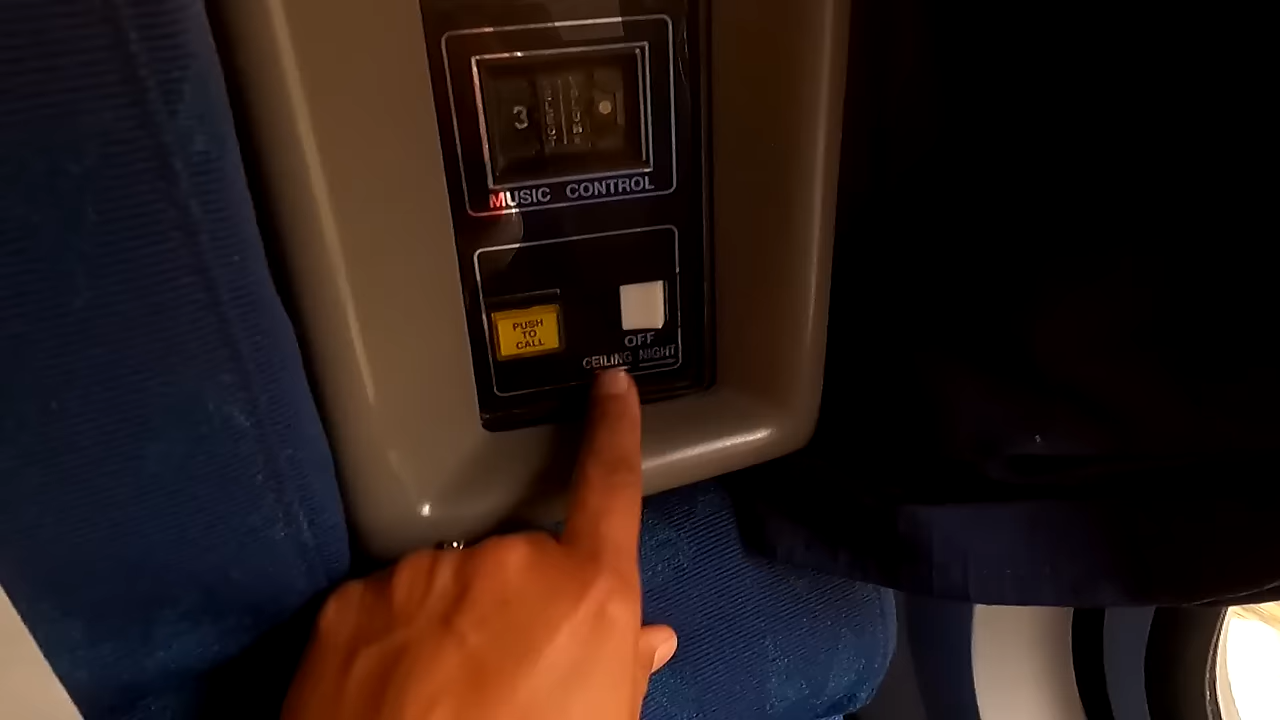 3
MUSIC CONTROL
PUSH
TO
CALL
OFF
CEILING NIGHT